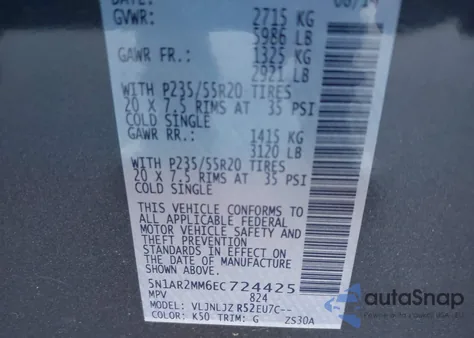 DATE:
GVWR: 2715 KG
5986 LB
GAWR FR.: 1325 KG
2921 LB
WITH P235/55R20 TIRES
20 X 7.5 RIMS AT 35 PSI
COLD SINGLE
GAWR RR.: 1415 KG
3120 LB
WITH P235/55R20 TIRES
20 X 7.5 RIMS AT 35 PSI
COLD SINGLE
THIS VEHICLE CONFORMS TO
ALL APPLICABLE FEDERAL
MOTOR VEHICLE SAFETY AND
THEFT PREVENTION
STANDARDS IN EFFECT ON
THE DATE OF MANUFACTURE
SHOWN ABOVE.
5N1AR2MM6EC724425
MPV 824
MODEL: VLJNLJZ R52EU7C--
COLOR: K50 TRIM: G ZS30A
autoSnap